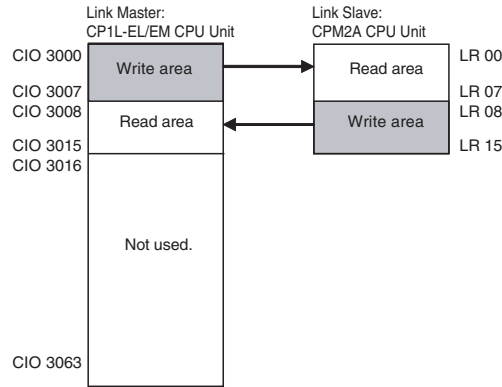 Link Master:
CP1L-EL/EM CPU Unit
Link Slave:
CPM2A CPU Unit
CIO 3000
Write area
Read area
LR 00
CIO 3007
LR 07
CIO 3008
Read area
Write area
LR 08
CIO 3015
LR 15
CIO 3016
Not used.
CIO 3063